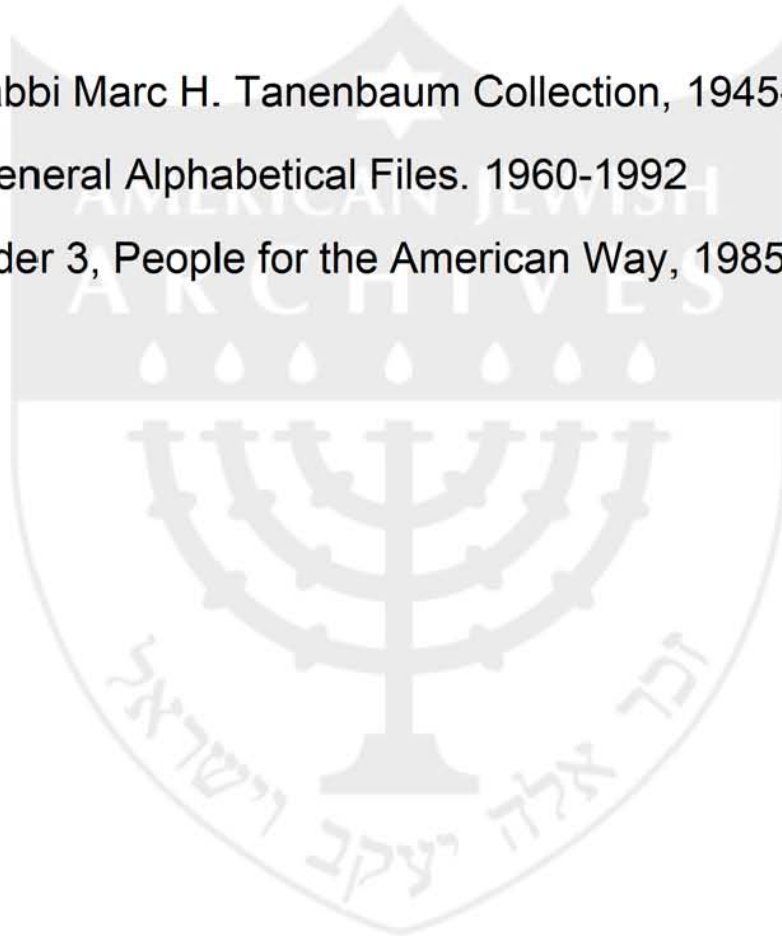 abbi Marc H. Tanenbaum Collection, 1945-
eneral Alphabetical Files. 1960-1992
der 3, People for the American Way, 1985
AMERICAN JEWISH
ARCHIVES
זכר אלה יעקב וישראל